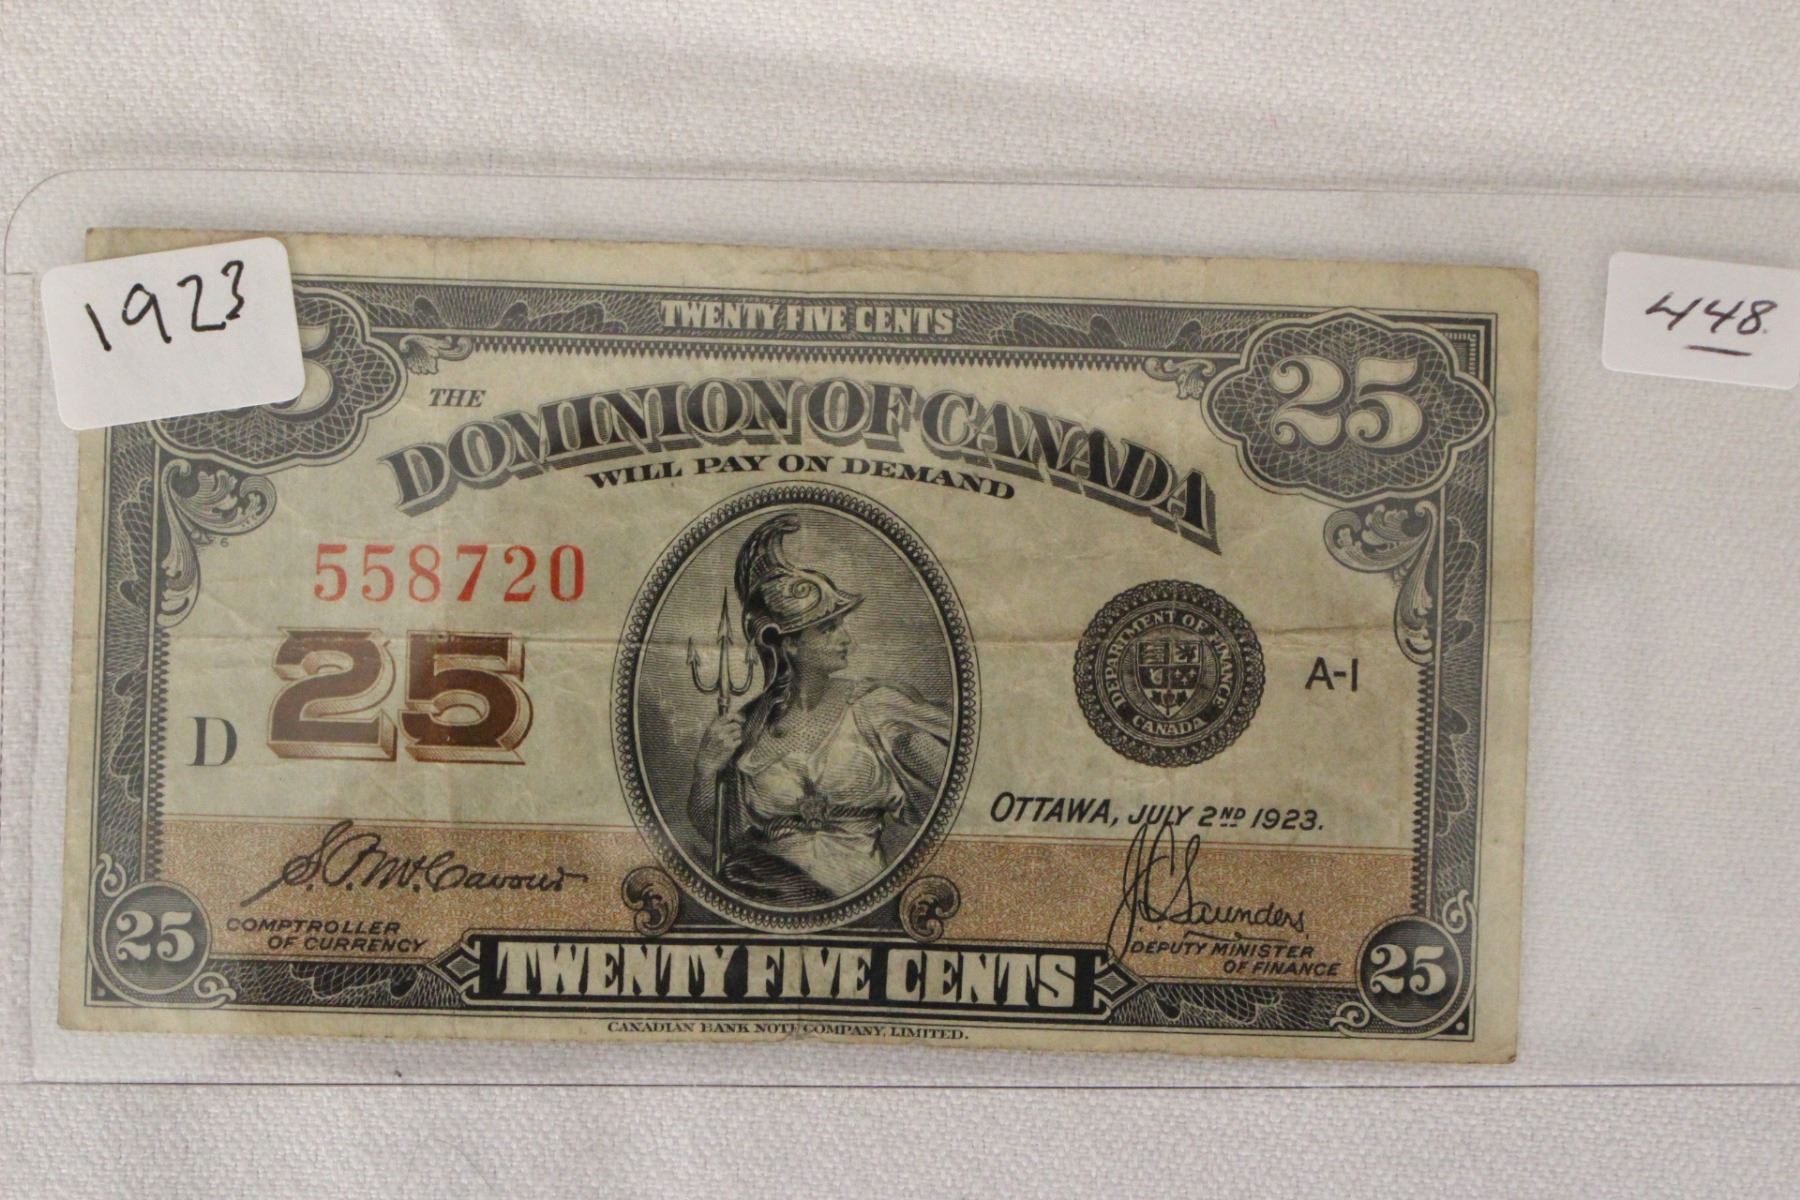 1923
448.
TWENTY FIVE CENTS
25
THE
DOMINION OF CANADA
WILL PAY ON DEMAND
558720
25
D
DEPARTMENT OF FINANCE
CANADA
A-1
OTTAWA, JULY 2ND 1923.
S.P. McCavour
COMPTROLLER
OF CURRENCY
J.C. Saunders
DEPUTY MINISTER
OF FINANCE
25
TWENTY FIVE CENTS
25
CANADIAN BANK NOTE COMPANY, LIMITED.